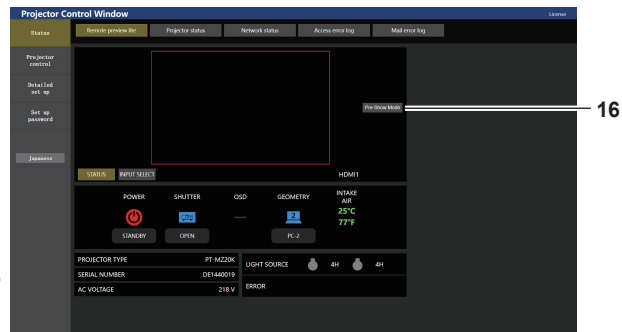 Projector Control Window
License
Status
Remote preview lite
Projector status
Network status
Access error log
Mail error log
Projector
control
Detailed
set up
Set up
password
Japanese
Pre-Show Mode
16
STATUS
INPUT SELECT
HDMI1
POWER
SHUTTER
OSD
GEOMETRY
INTAKE
AIR
2
25°C
77°F
STANDBY
OPEN
PC-2
PROJECTOR TYPE PT-MZ20K
SERIAL NUMBER DE1440019
AC VOLTAGE 218 V
LIGHT SOURCE 4H 4H
ERROR